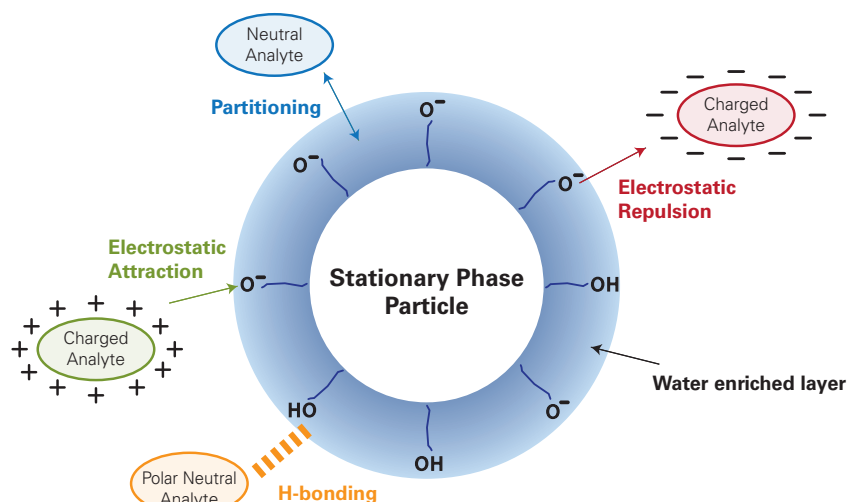 Neutral
Analyte
Partitioning
O−
O−
O−
Charged
Analyte
Electrostatic
Repulsion
Electrostatic
Attraction
O−
Stationary Phase
Particle
OH
Charged
Analyte
Water enriched layer
HO
O−
OH
Polar Neutral
Analyte
H-bonding